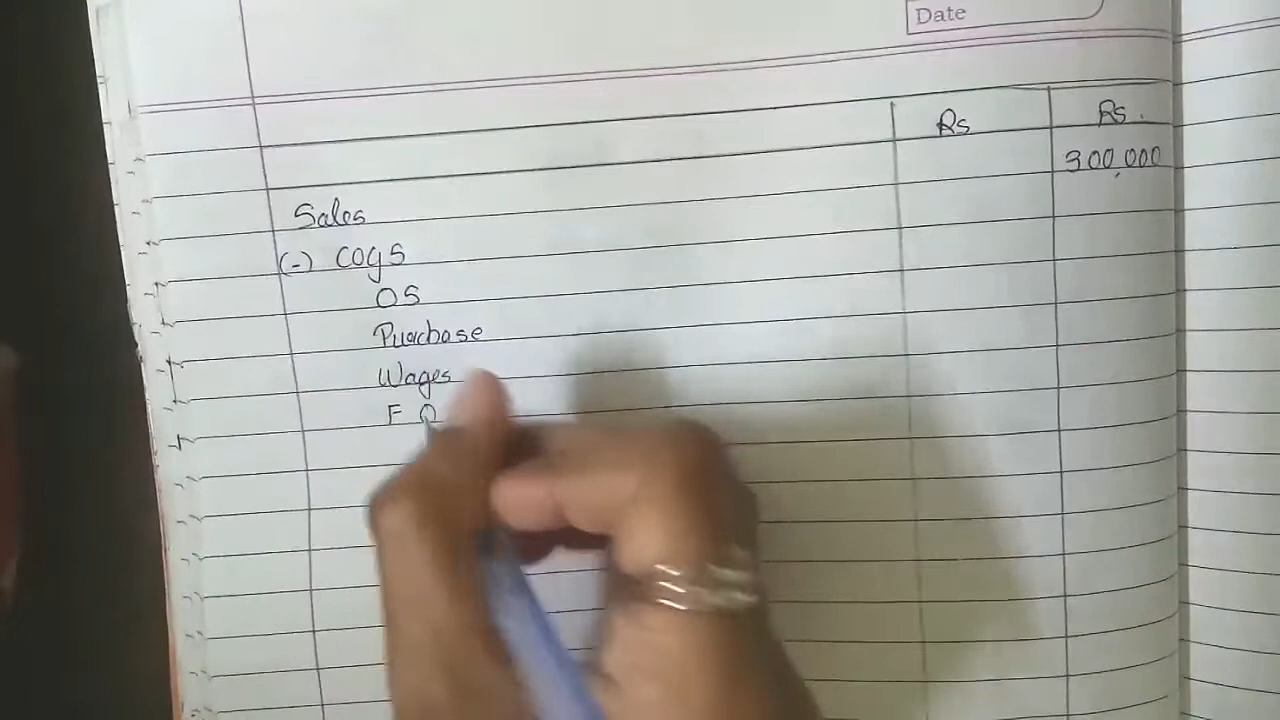 Date
Rs Rs.
300,000
Sales
(-) COGS
OS
Purchase
Wages
F